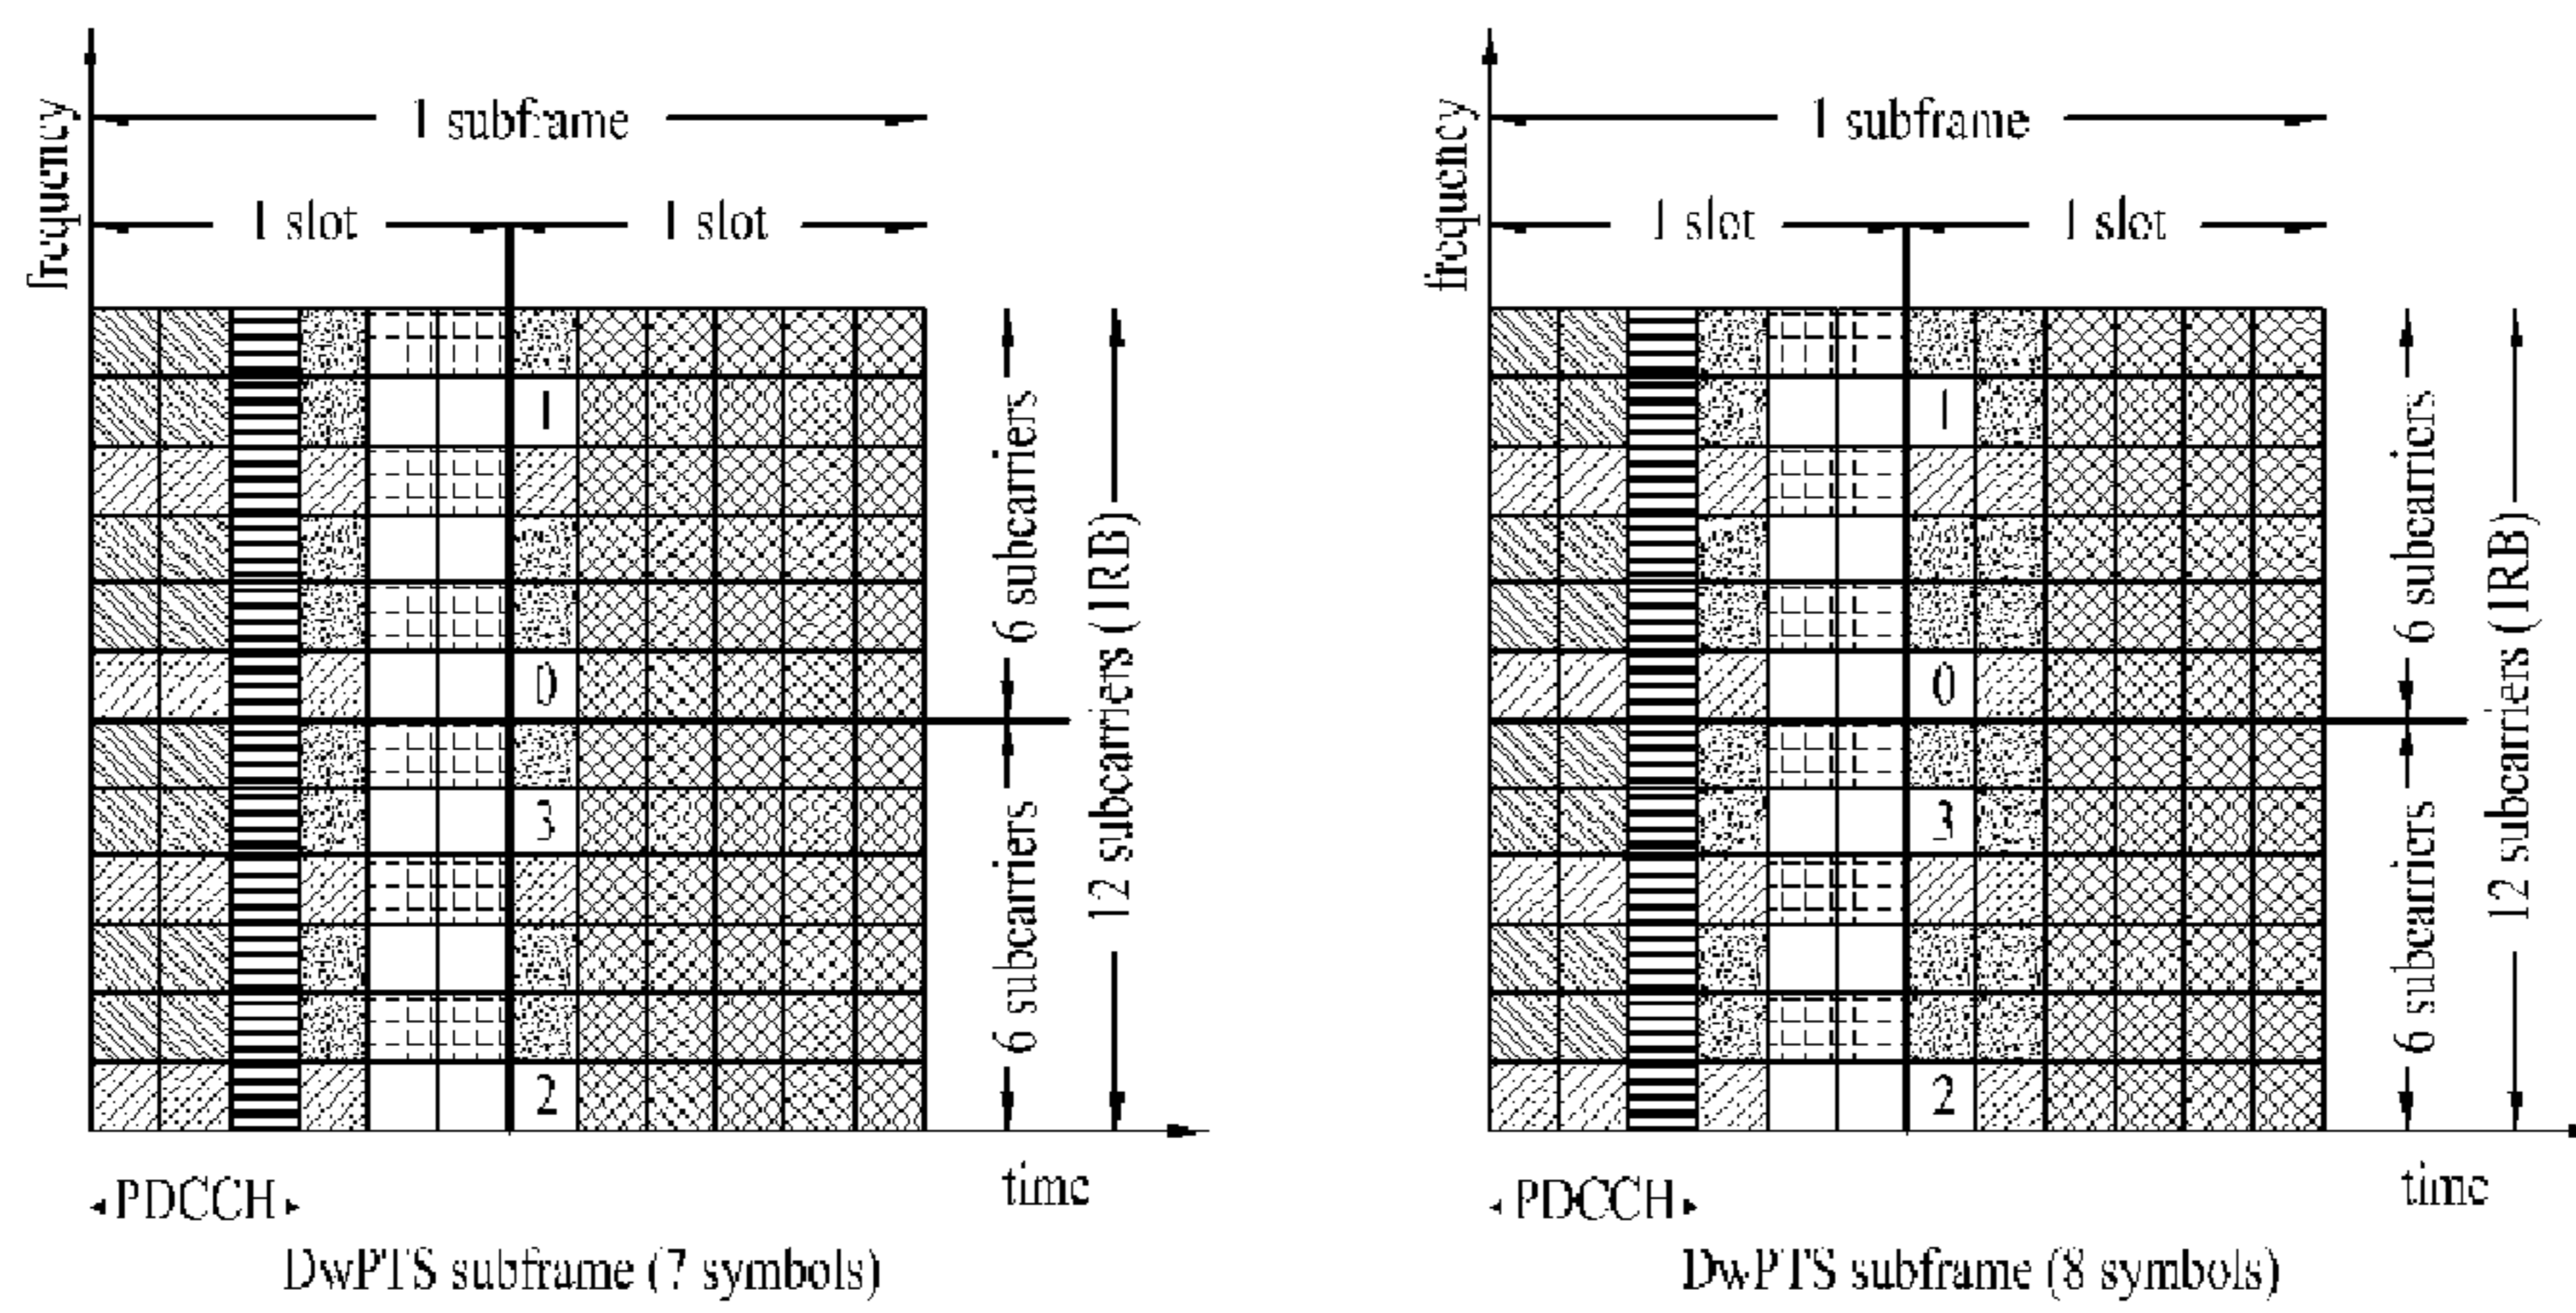 frequency
1 subframe
1 slot
1 slot
1
0
3
2
6 subcarriers
6 subcarriers
12 subcarriers (1RB)
PDCCH
time
DwPTS subframe (7 symbols)
frequency
1 subframe
1 slot
1 slot
1
0
3
2
6 subcarriers
6 subcarriers
12 subcarriers (1RB)
PDCCH
time
DwPTS subframe (8 symbols)